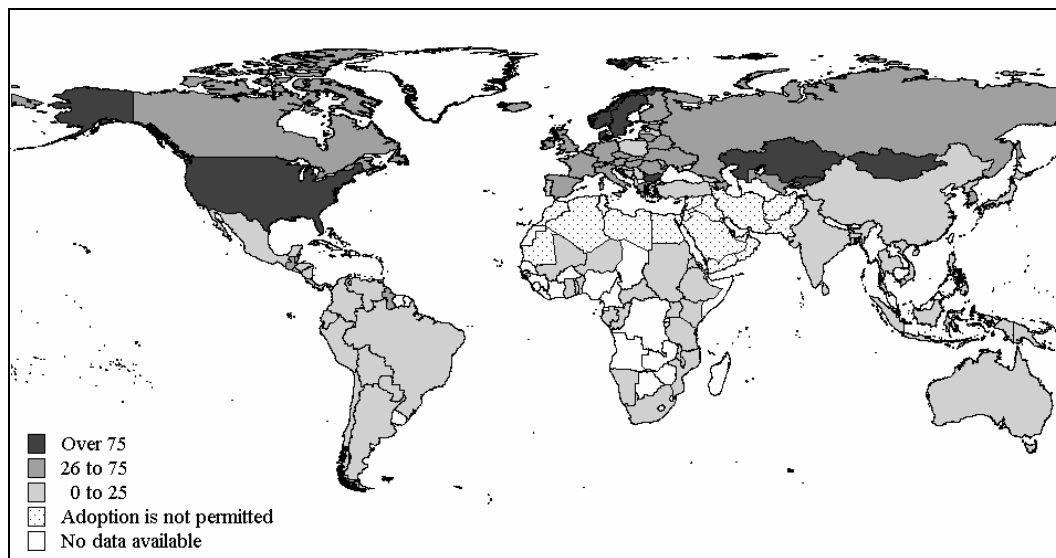 Over 75
26 to 75
0 to 25
Adoption is not permitted
No data available